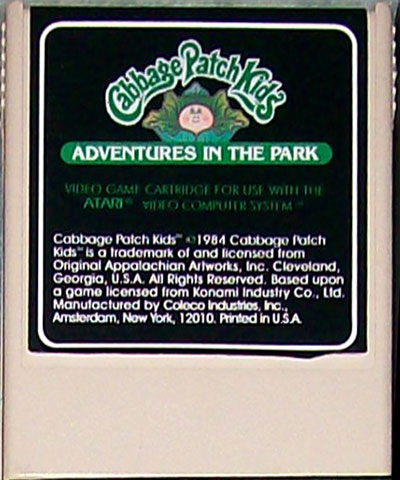 Cabbage Patch Kids™
ADVENTURES IN THE PARK
VIDEO GAME CARTRIDGE FOR USE WITH THE
ATARI® VIDEO COMPUTER SYSTEM™
Cabbage Patch Kids™ ©1984 Cabbage Patch
Kids™ is a trademark of and licensed from
Original Appalachian Artworks, Inc. Cleveland,
Georgia, U.S.A. All Rights Reserved. Based upon
a game licensed from Konami Industry Co., Ltd.
Manufactured by Coleco Industries, Inc.,
Amsterdam, New York, 12010. Printed in U.S.A.